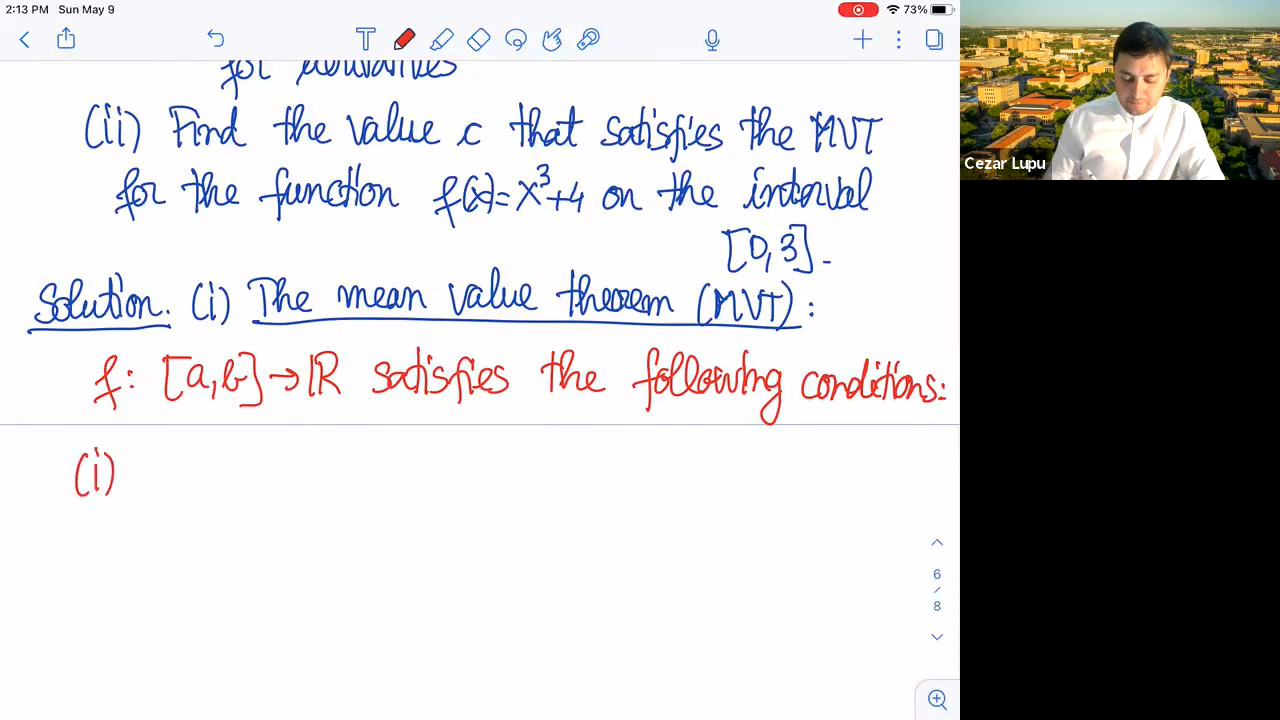 2:13 PM Sun May 9
73%
for derivatives
(ii) Find the value c that satisfies the MVT
for the function f(x)=x³+4 on the interval
[0,3].
Solution. (i) The mean value theorem (MVT):
f: [a,b]→ℝ satisfies the following conditions:
(i)
6
/
8
Cezar Lupu